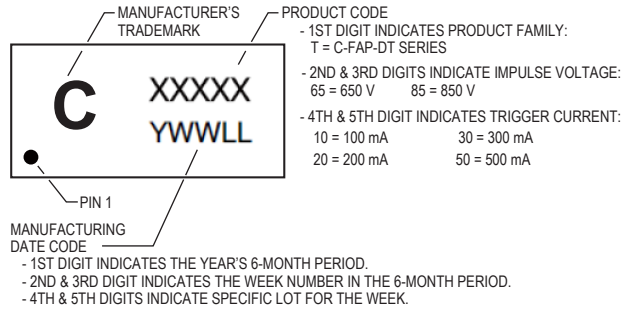 MANUFACTURER'S
TRADEMARK
PRODUCT CODE
- 1ST DIGIT INDICATES PRODUCT FAMILY:
T = C-FAP-DT SERIES
- 2ND & 3RD DIGITS INDICATE IMPULSE VOLTAGE:
65 = 650 V 85 = 850 V
- 4TH & 5TH DIGIT INDICATES TRIGGER CURRENT:
10 = 100 mA 30 = 300 mA
20 = 200 mA 50 = 500 mA
C
XXXXX
YWWLL
PIN 1
MANUFACTURING
DATE CODE
- 1ST DIGIT INDICATES THE YEAR'S 6-MONTH PERIOD.
- 2ND & 3RD DIGIT INDICATES THE WEEK NUMBER IN THE 6-MONTH PERIOD.
- 4TH & 5TH DIGITS INDICATE SPECIFIC LOT FOR THE WEEK.